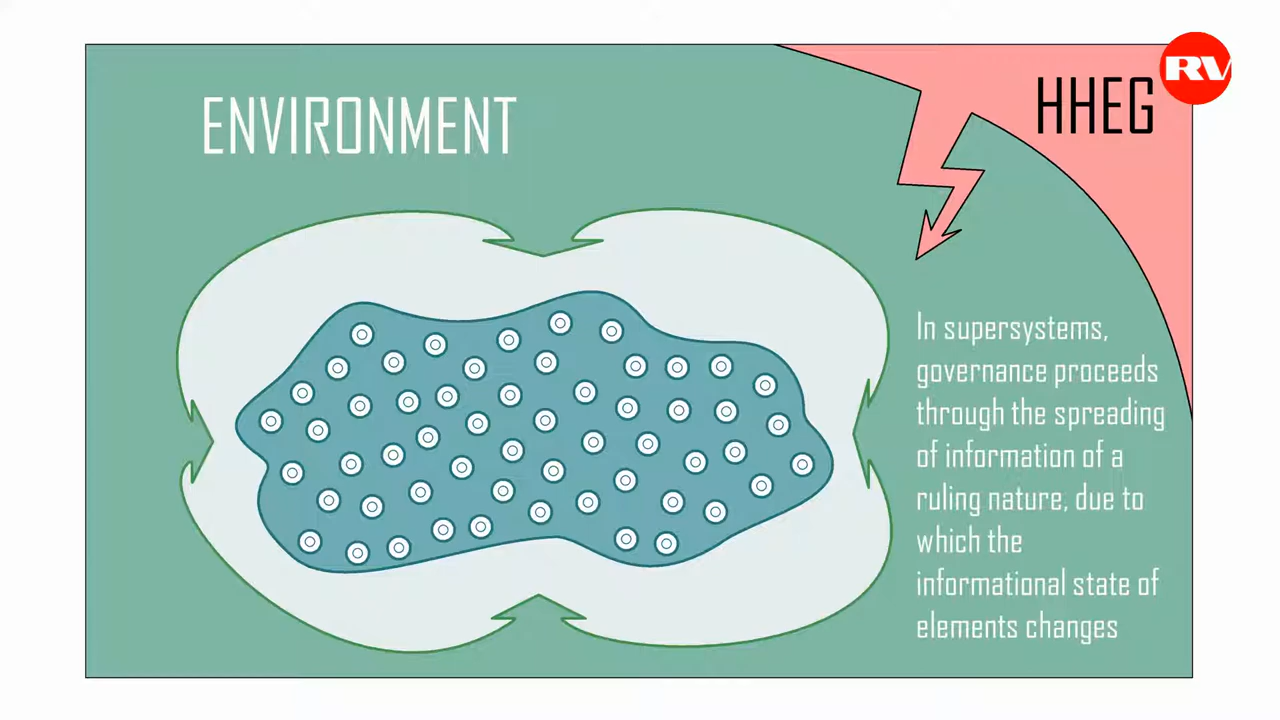 ENVIRONMENT
HHEG
RV
In supersystems,
governance proceeds
through the spreading
of information of a
ruling nature, due to
which the
informational state of
elements changes